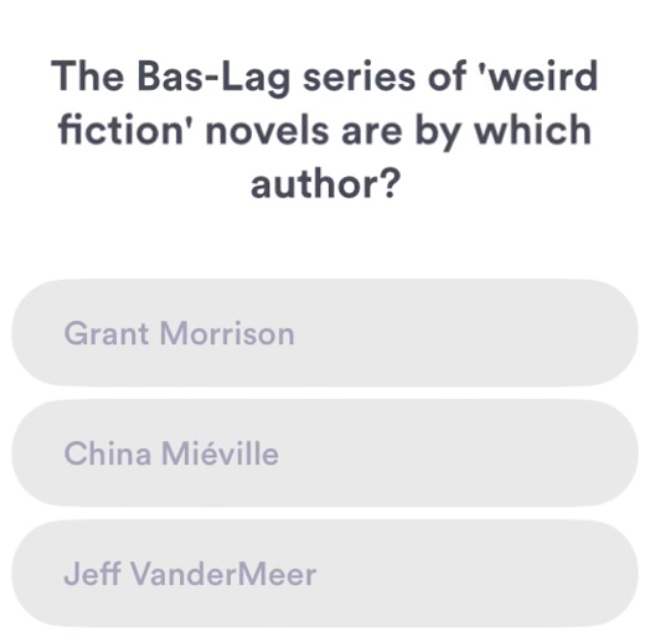 The Bas-Lag series of 'weird
fiction' novels are by which
author?
Grant Morrison
China Miéville
Jeff VanderMeer